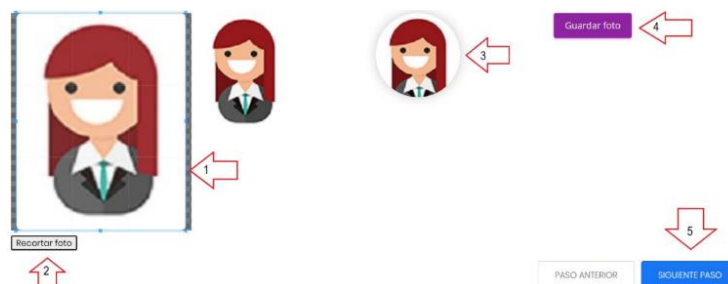 Guardar foto
4
3
1
Recortar foto
2
5
PASO ANTERIOR
SIGUIENTE PASO